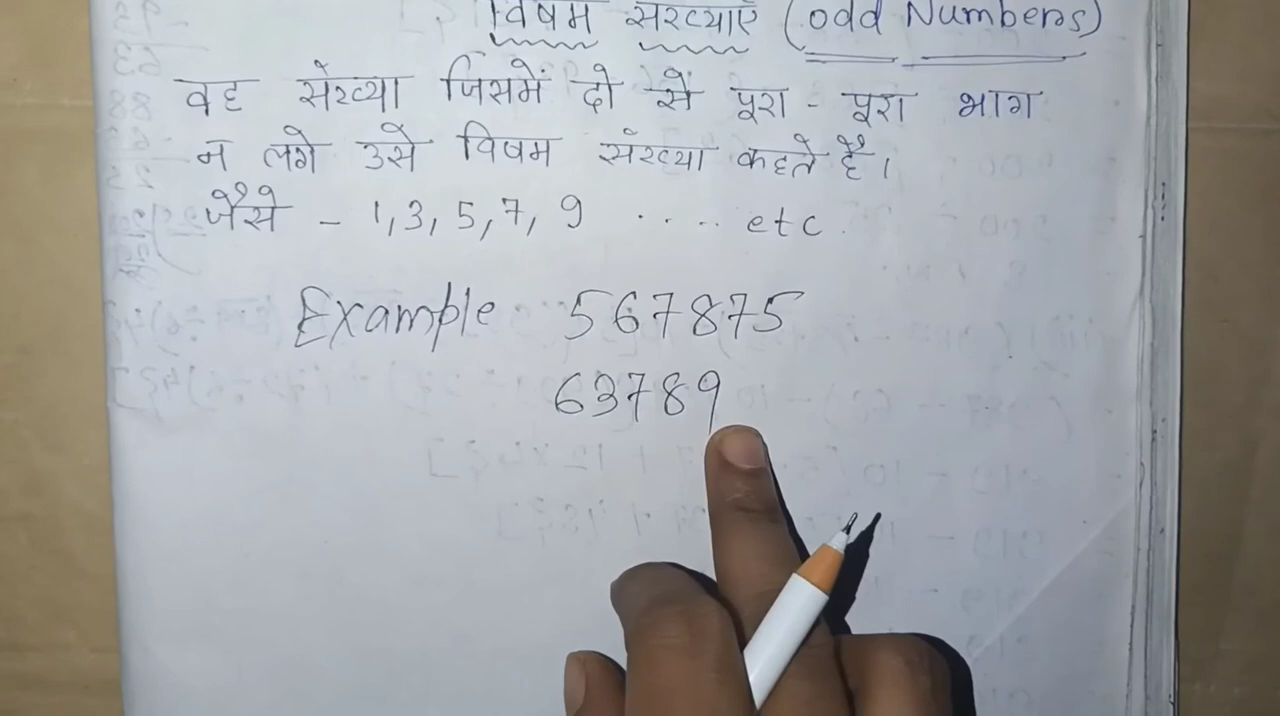 विषम संख्याएँ (odd Numbers)
वह संख्या जिसमें दो से पूरा - पूरा भाग
न लगे उसे विषम संख्या कहते है।
जैसे - 1, 3, 5, 7, 9 ..... etc.
Example 567875
63789